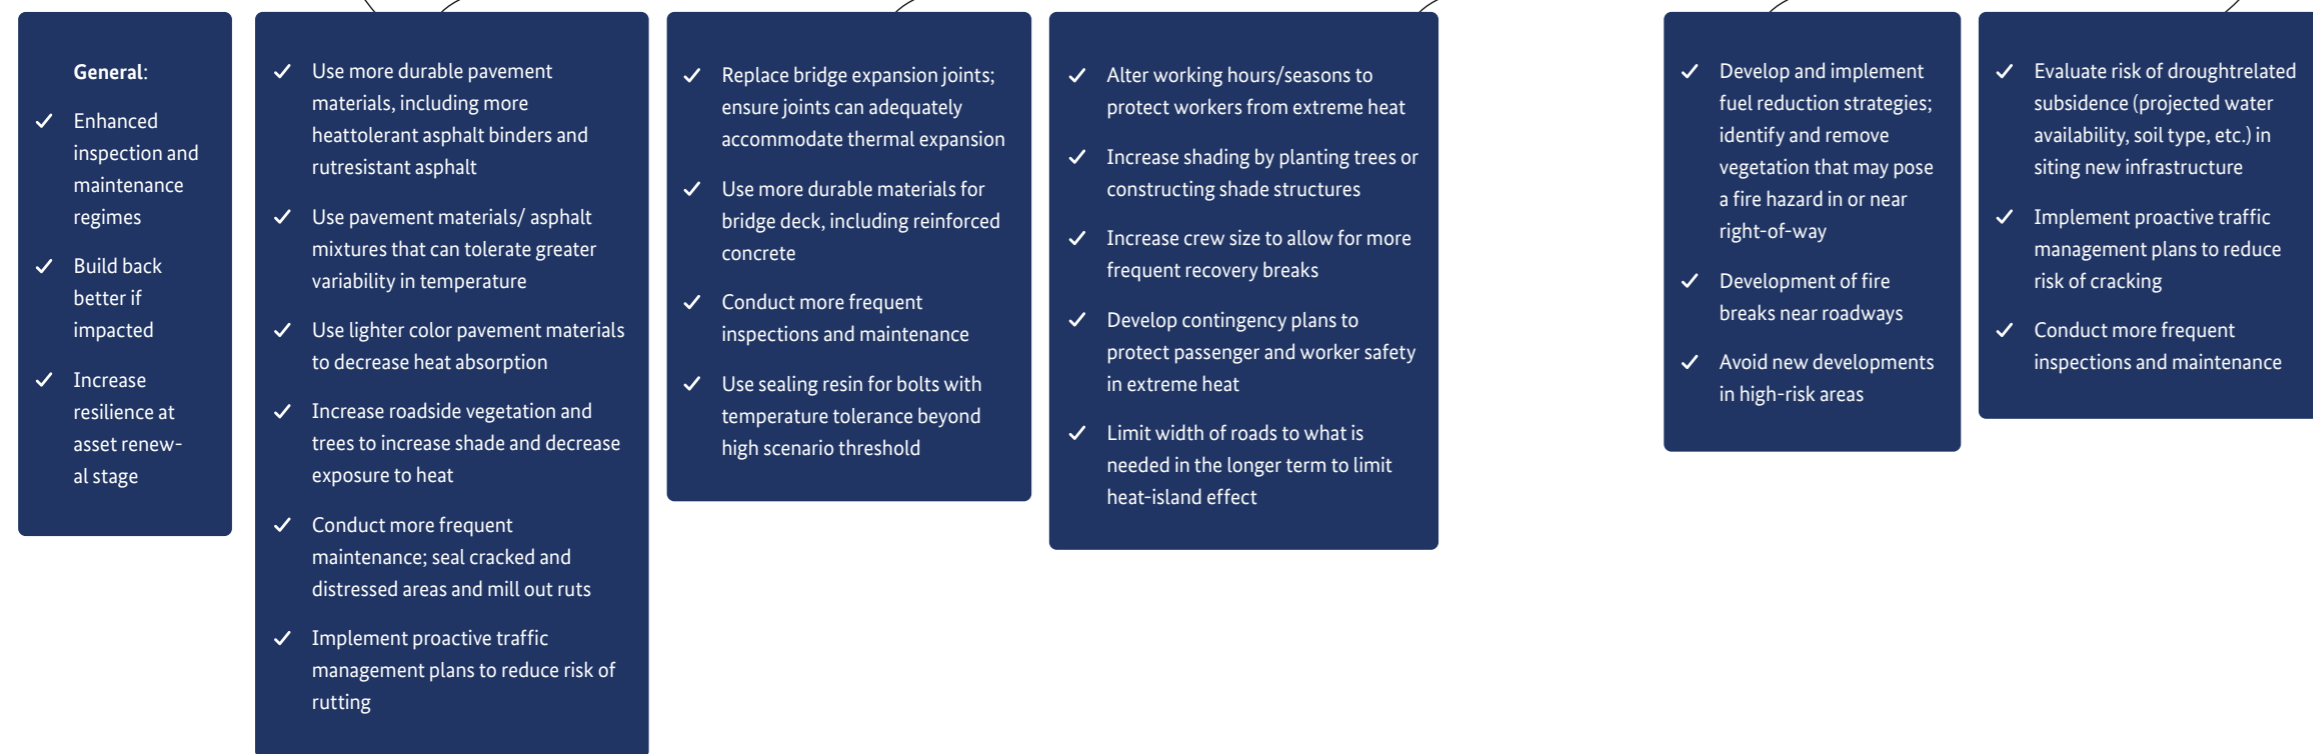 General:
Enhanced
inspection and
maintenance
regimes
Build back
better if
impacted
Increase
resilience at
asset renew-
al stage
Use more durable pavement
materials, including more
heattolerant asphalt binders and
rutresistant asphalt
Use pavement materials/ asphalt
mixtures that can tolerate greater
variability in temperature
Use lighter color pavement materials
to decrease heat absorption
Increase roadside vegetation and
trees to increase shade and decrease
exposure to heat
Conduct more frequent
maintenance; seal cracked and
distressed areas and mill out ruts
Implement proactive traffic
management plans to reduce risk of
rutting
Replace bridge expansion joints;
ensure joints can adequately
accommodate thermal expansion
Use more durable materials for
bridge deck, including reinforced
concrete
Conduct more frequent
inspections and maintenance
Use sealing resin for bolts with
temperature tolerance beyond
high scenario threshold
Alter working hours/seasons to
protect workers from extreme heat
Increase shading by planting trees or
constructing shade structures
Increase crew size to allow for more
frequent recovery breaks
Develop contingency plans to
protect passenger and worker safety
in extreme heat
Limit width of roads to what is
needed in the longer term to limit
heat-island effect
Develop and implement
fuel reduction strategies;
identify and remove
vegetation that may pose
a fire hazard in or near
right-of-way
Development of fire
breaks near roadways
Avoid new developments
in high-risk areas
Evaluate risk of droughtrelated
subsidence (projected water
availability, soil type, etc.) in
siting new infrastructure
Implement proactive traffic
management plans to reduce
risk of cracking
Conduct more frequent
inspections and maintenance